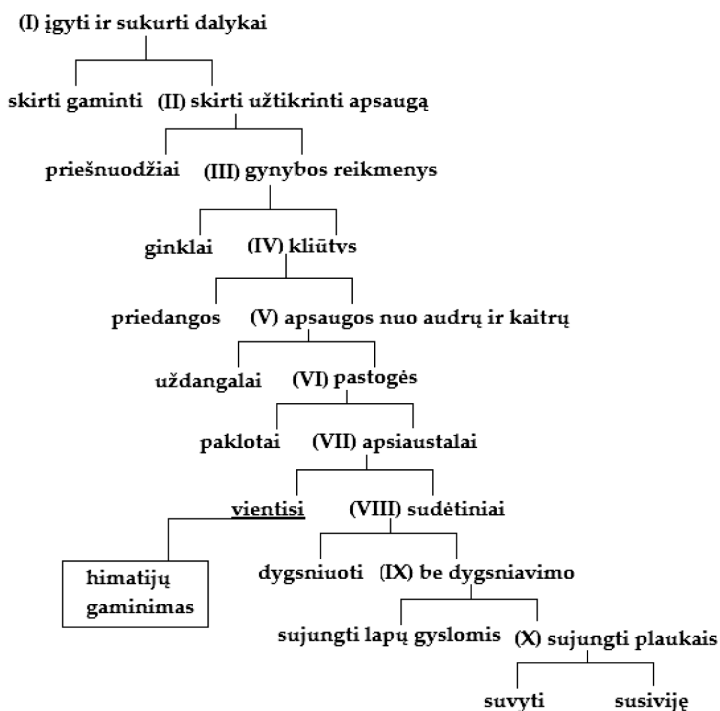 (I) įgyti ir sukurti dalykai
skirti gaminti (II) skirti užtikrinti apsaugą
priešnuodžiai (III) gynybos reikmenys
ginklai (IV) kliūtys
priedangos (V) apsaugos nuo audrų ir kaitrų
uždangalai (VI) pastogės
paklotai (VII) apsiaustalai
vientisi (VIII) sudėtiniai
himatijų
gaminimas
dygsniuoti (IX) be dygsniavimo
sujungti lapų gyslomis (X) sujungti plaukais
suvyti susiviję